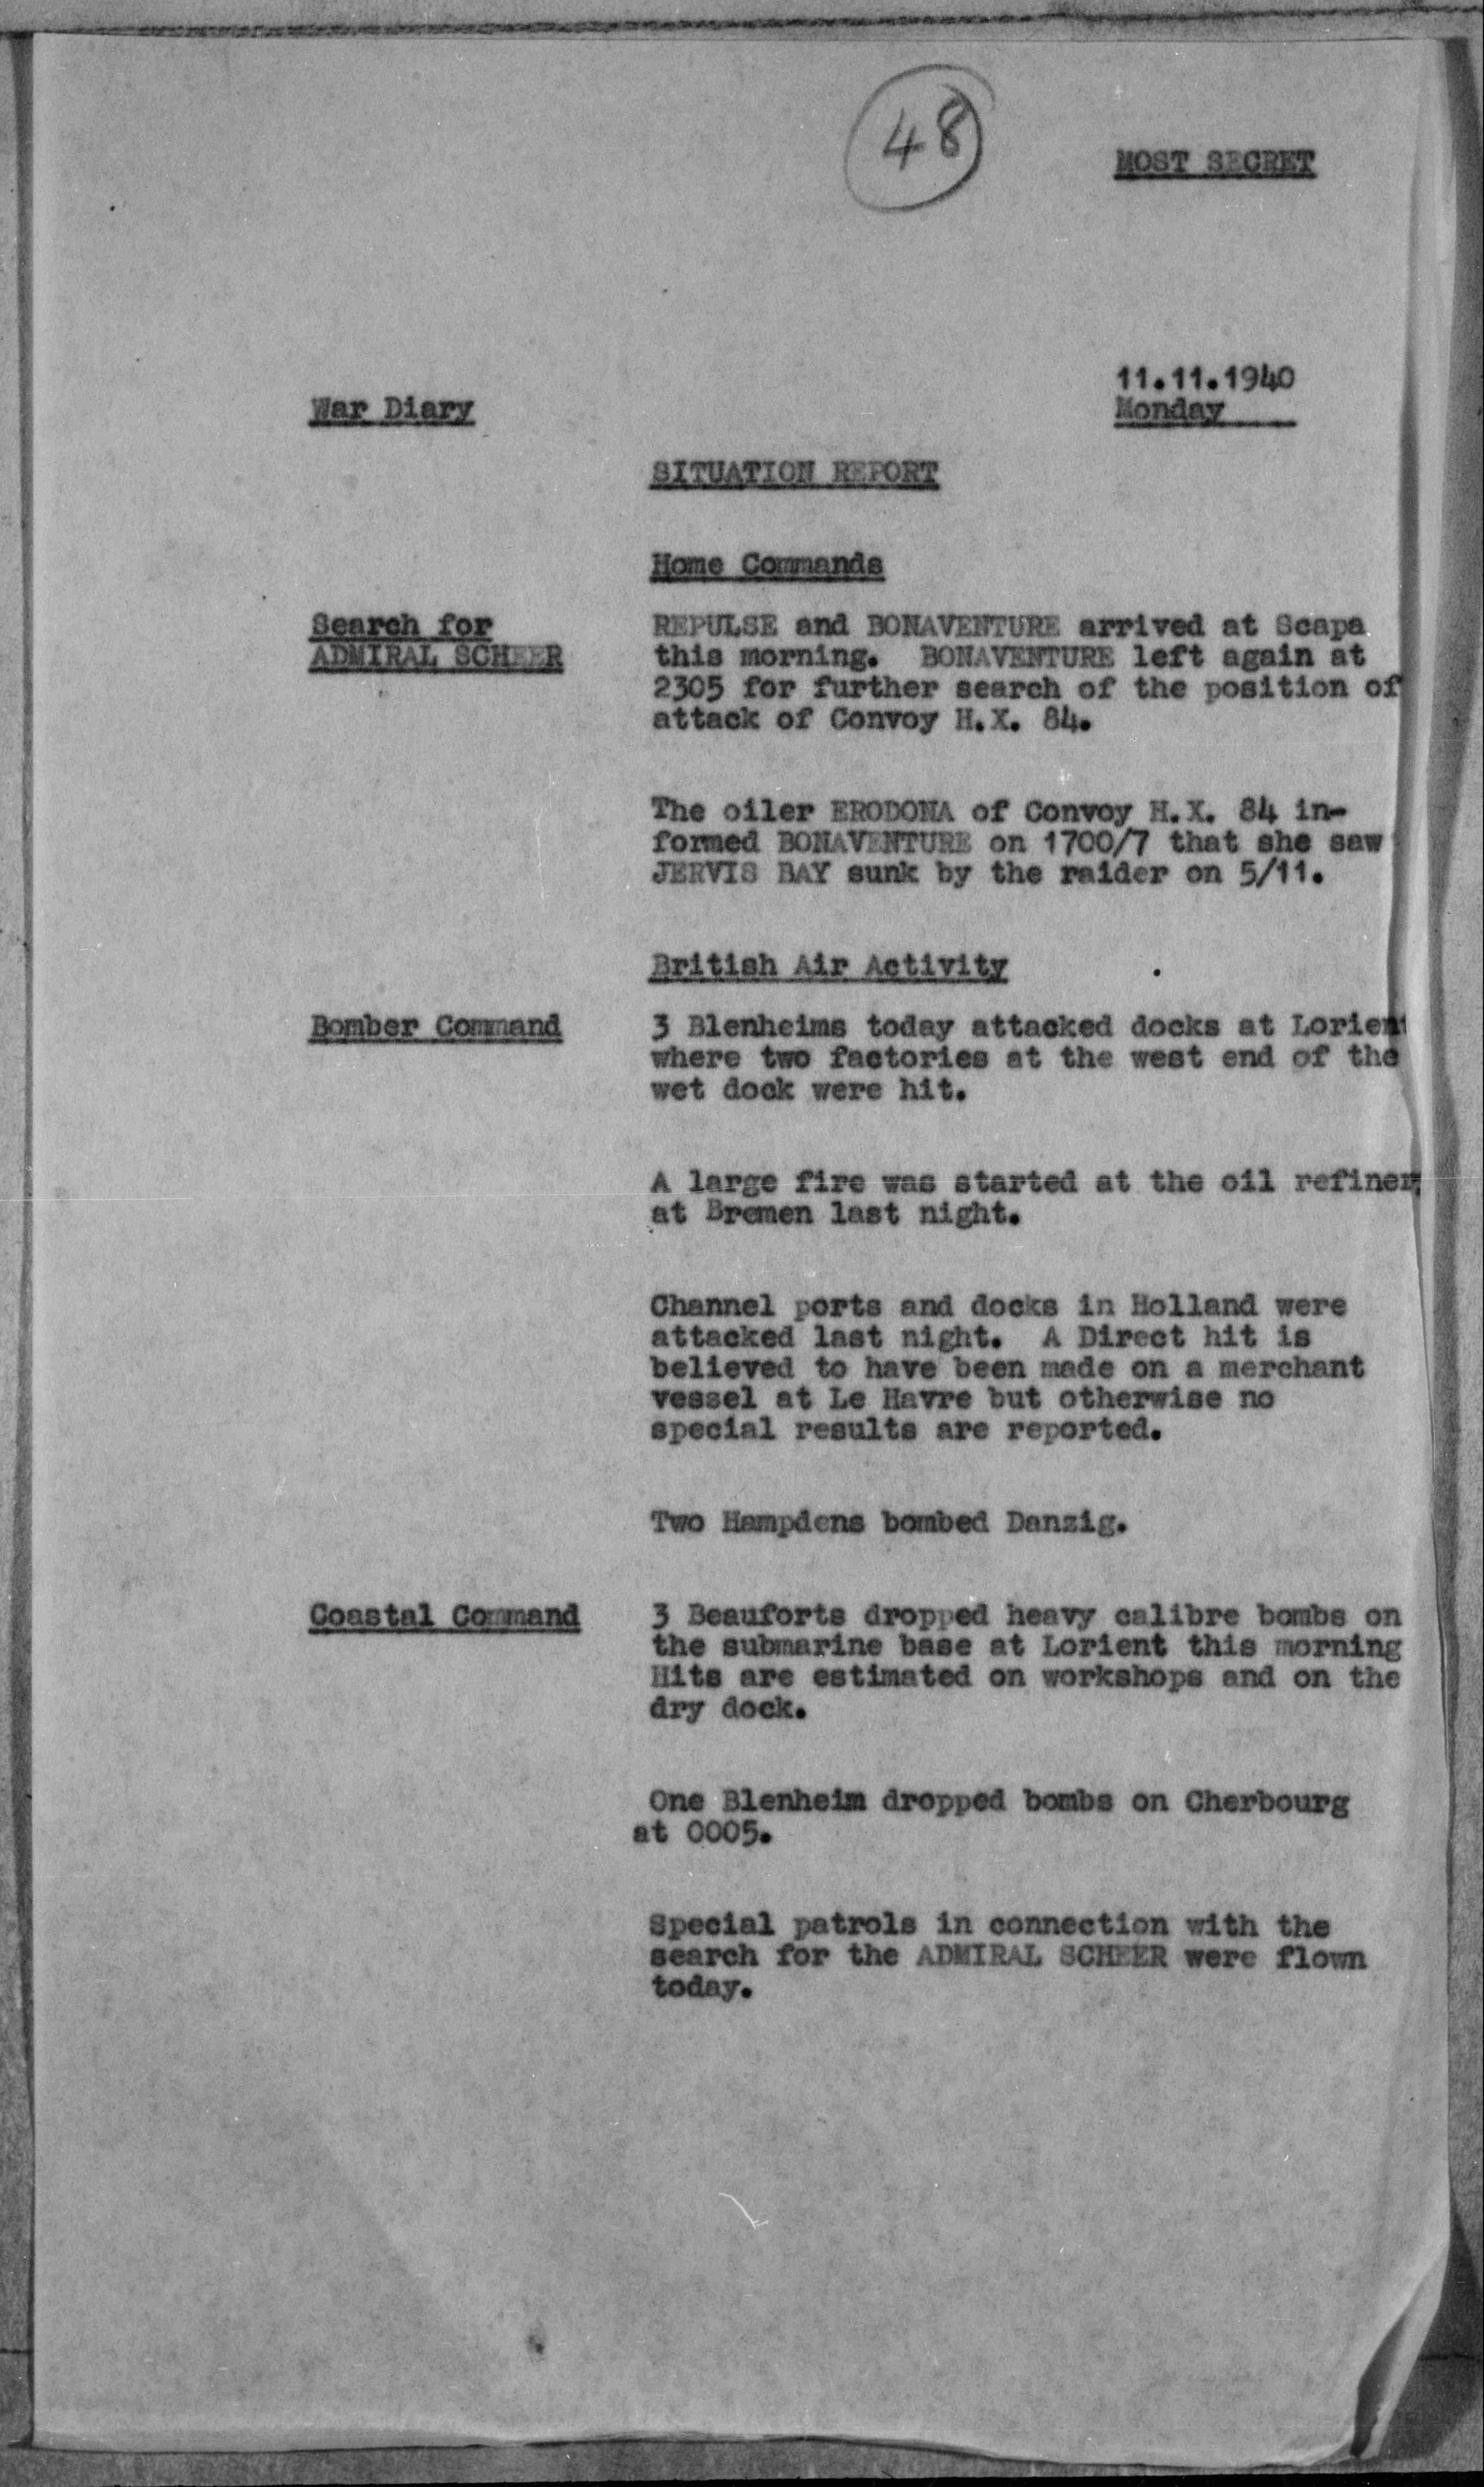 48
MOST SECRET
11.11.1940
War Diary
Monday
SITUATION REPORT
Home Commands
Search for
ADMIRAL SCHEER
REPULSE and BONAVENTURE arrived at Scapa
this morning. BONAVENTURE left again at
2305 for further search of the position of
attack of Convoy H.X. 84.
The oiler ERODONA of Convoy H.X. 84 in-
formed BONAVENTURE on 1700/7 that she saw
JERVIS BAY sunk by the raider on 5/11.
British Air Activity
Bomber Command
3 Blenheims today attacked docks at Lorient
where two factories at the west end of the
wet dock were hit.
A large fire was started at the oil refiner
at Bremen last night.
Channel ports and docks in Holland were
attacked last night. A Direct hit is
believed to have been made on a merchant
vessel at Le Havre but otherwise no
special results are reported.
Two Hampdens bombed Danzig.
Coastal Command
3 Beauforts dropped heavy calibre bombs on
the submarine base at Lorient this morning
Hits are estimated on workshops and on the
dry dock.
One Blenheim dropped bombs on Cherbourg
at 0005.
Special patrols in connection with the
search for the ADMIRAL SCHEER were flown
today.